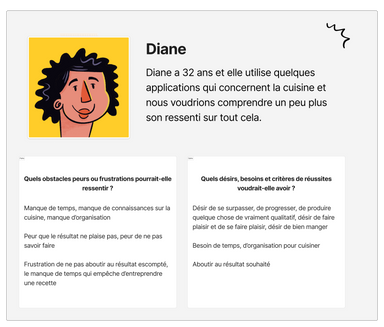 Diane
Diane a 32 ans et elle utilise quelques
applications qui concernent la cuisine et
nous voudrions comprendre un peu plus
son ressenti sur tout cela.
Quels obstacles peurs ou frustrations pourrait-elle
ressentir ?
Manque de temps, manque de connaissances sur la
cuisine, manque d'organisation
Peur que le résultat ne plaise pas, peur de ne pas
savoir faire
Frustration de ne pas aboutir au résultat escompté,
le manque de temps qui empêche d'entreprendre
une recette
Quels désirs, besoins et critères de réussites
voudrait-elle avoir ?
Désir de se surpasser, de progresser, de produire
quelque chose de vraiment qualitatif, désir de faire
plaisir et de se faire plaisir, désir de bien manger
Besoin de temps, d'organisation pour cuisiner
Aboutir au résultat souhaité